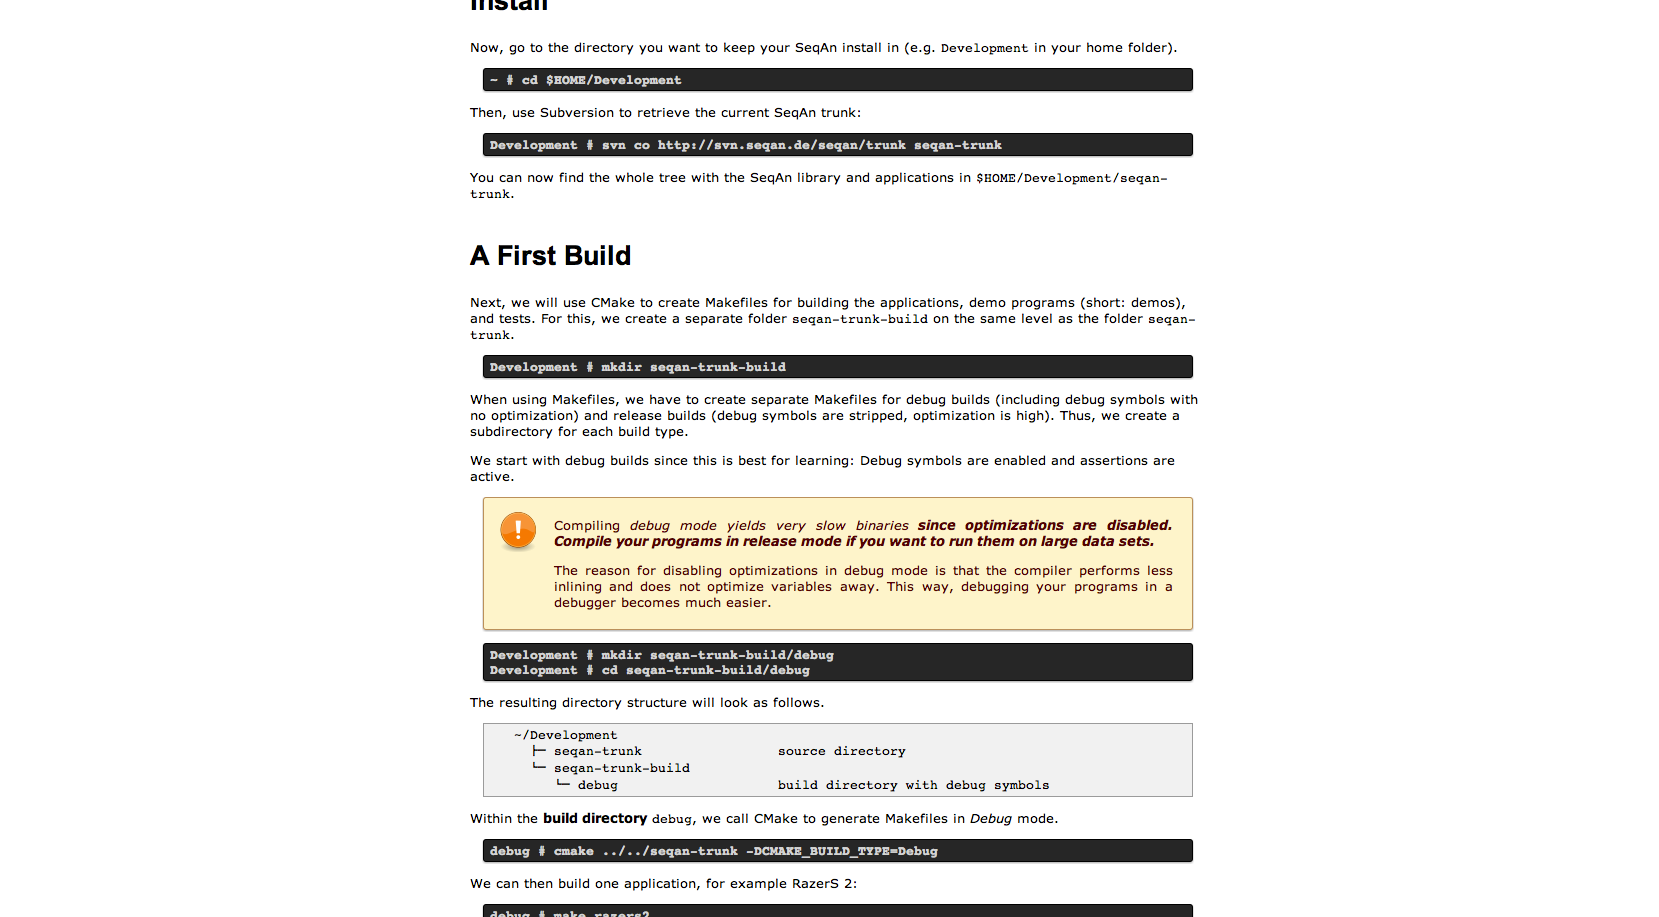 Install
Now, go to the directory you want to keep your SeqAn install in (e.g. Development in your home folder).
~ # cd $HOME/Development
Then, use Subversion to retrieve the current SeqAn trunk:
Development # svn co http://svn.seqan.de/seqan/trunk seqan-trunk
You can now find the whole tree with the SeqAn library and applications in $HOME/Development/seqan-
trunk.
A First Build
Next, we will use CMake to create Makefiles for building the applications, demo programs (short: demos),
and tests. For this, we create a separate folder seqan-trunk-build on the same level as the folder seqan-
trunk.
Development # mkdir seqan-trunk-build
When using Makefiles, we have to create separate Makefiles for debug builds (including debug symbols with
no optimization) and release builds (debug symbols are stripped, optimization is high). Thus, we create a
subdirectory for each build type.
We start with debug builds since this is best for learning: Debug symbols are enabled and assertions are
active.
Compiling debug mode yields very slow binaries since optimizations are disabled.
Compile your programs in release mode if you want to run them on large data sets.
The reason for disabling optimizations in debug mode is that the compiler performs less
inlining and does not optimize variables away. This way, debugging your programs in a
debugger becomes much easier.
Development # mkdir seqan-trunk-build/debug
Development # cd seqan-trunk-build/debug
The resulting directory structure will look as follows.
~/Development
├─ seqan-trunk source directory
└─ seqan-trunk-build
└─ debug build directory with debug symbols
Within the build directory debug, we call CMake to generate Makefiles in Debug mode.
debug # cmake ../../seqan-trunk -DCMAKE_BUILD_TYPE=Debug
We can then build one application, for example RazerS 2:
debug # make razers2